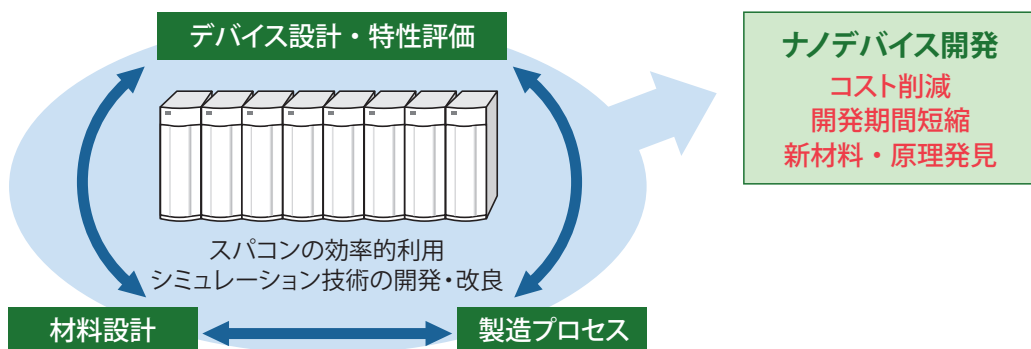 デバイス設計・特性評価
ナノデバイス開発
コスト削減
開発期間短縮
新材料・原理発見
スパコンの効率的利用
シミュレーション技術の開発・改良
材料設計
製造プロセス